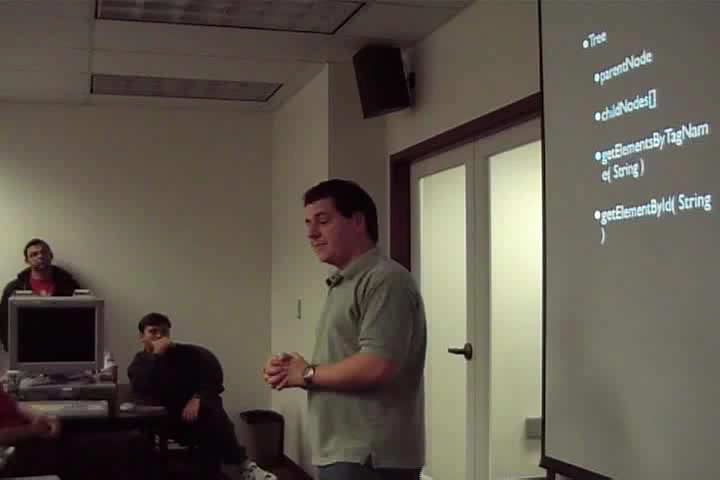 •Tree
•parentNode
•childNodes[]
•getElementsByTagNam
e( String )
•getElementById( String
)